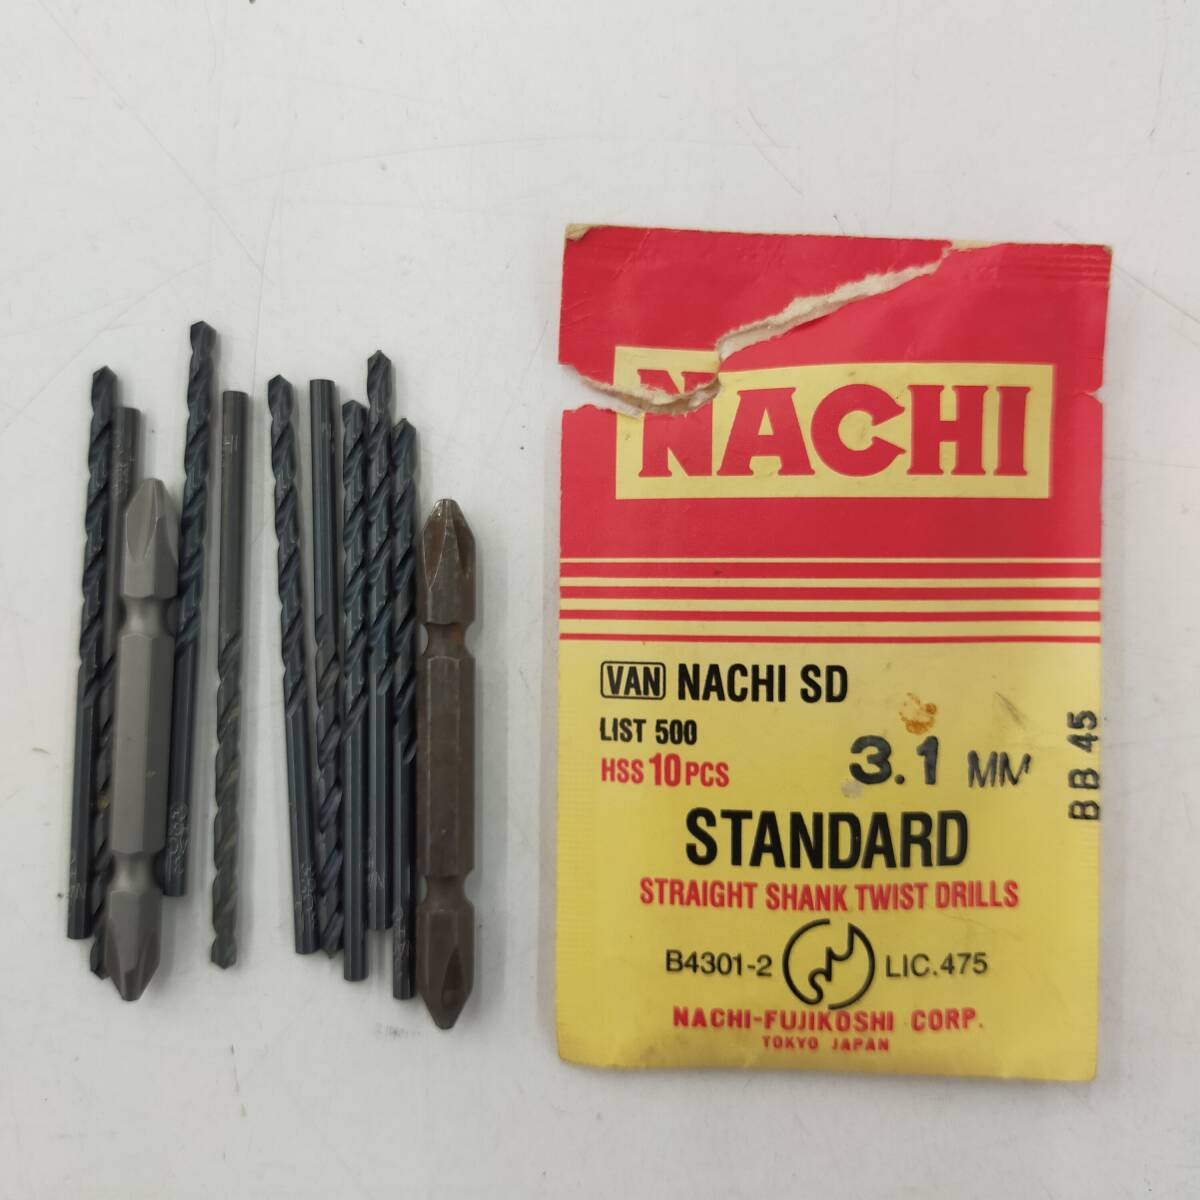 NACHI
VAN NACHI SD
LIST 500
HSS 10 PCS
3.1 MM
BB 45
STANDARD
STRAIGHT SHANK TWIST DRILLS
B4301-2 LIC.475
NACHI-FUJIKOSHI CORP.
TOKYO JAPAN